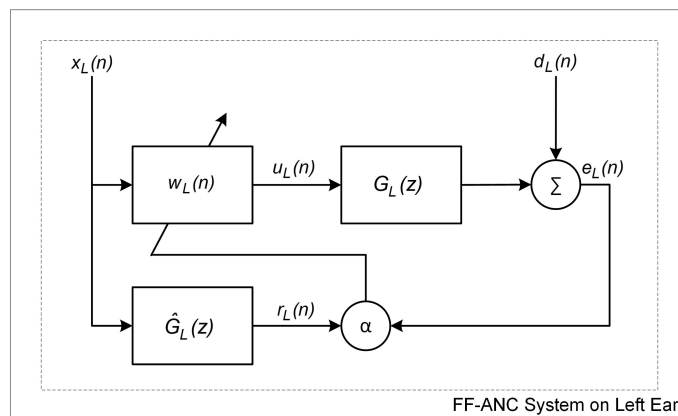 x_L(n)
d_L(n)
w_L(n)
u_L(n)
G_L(z)
Σ
e_L(n)
Ĝ_L(z)
r_L(n)
α
FF-ANC System on Left Ear